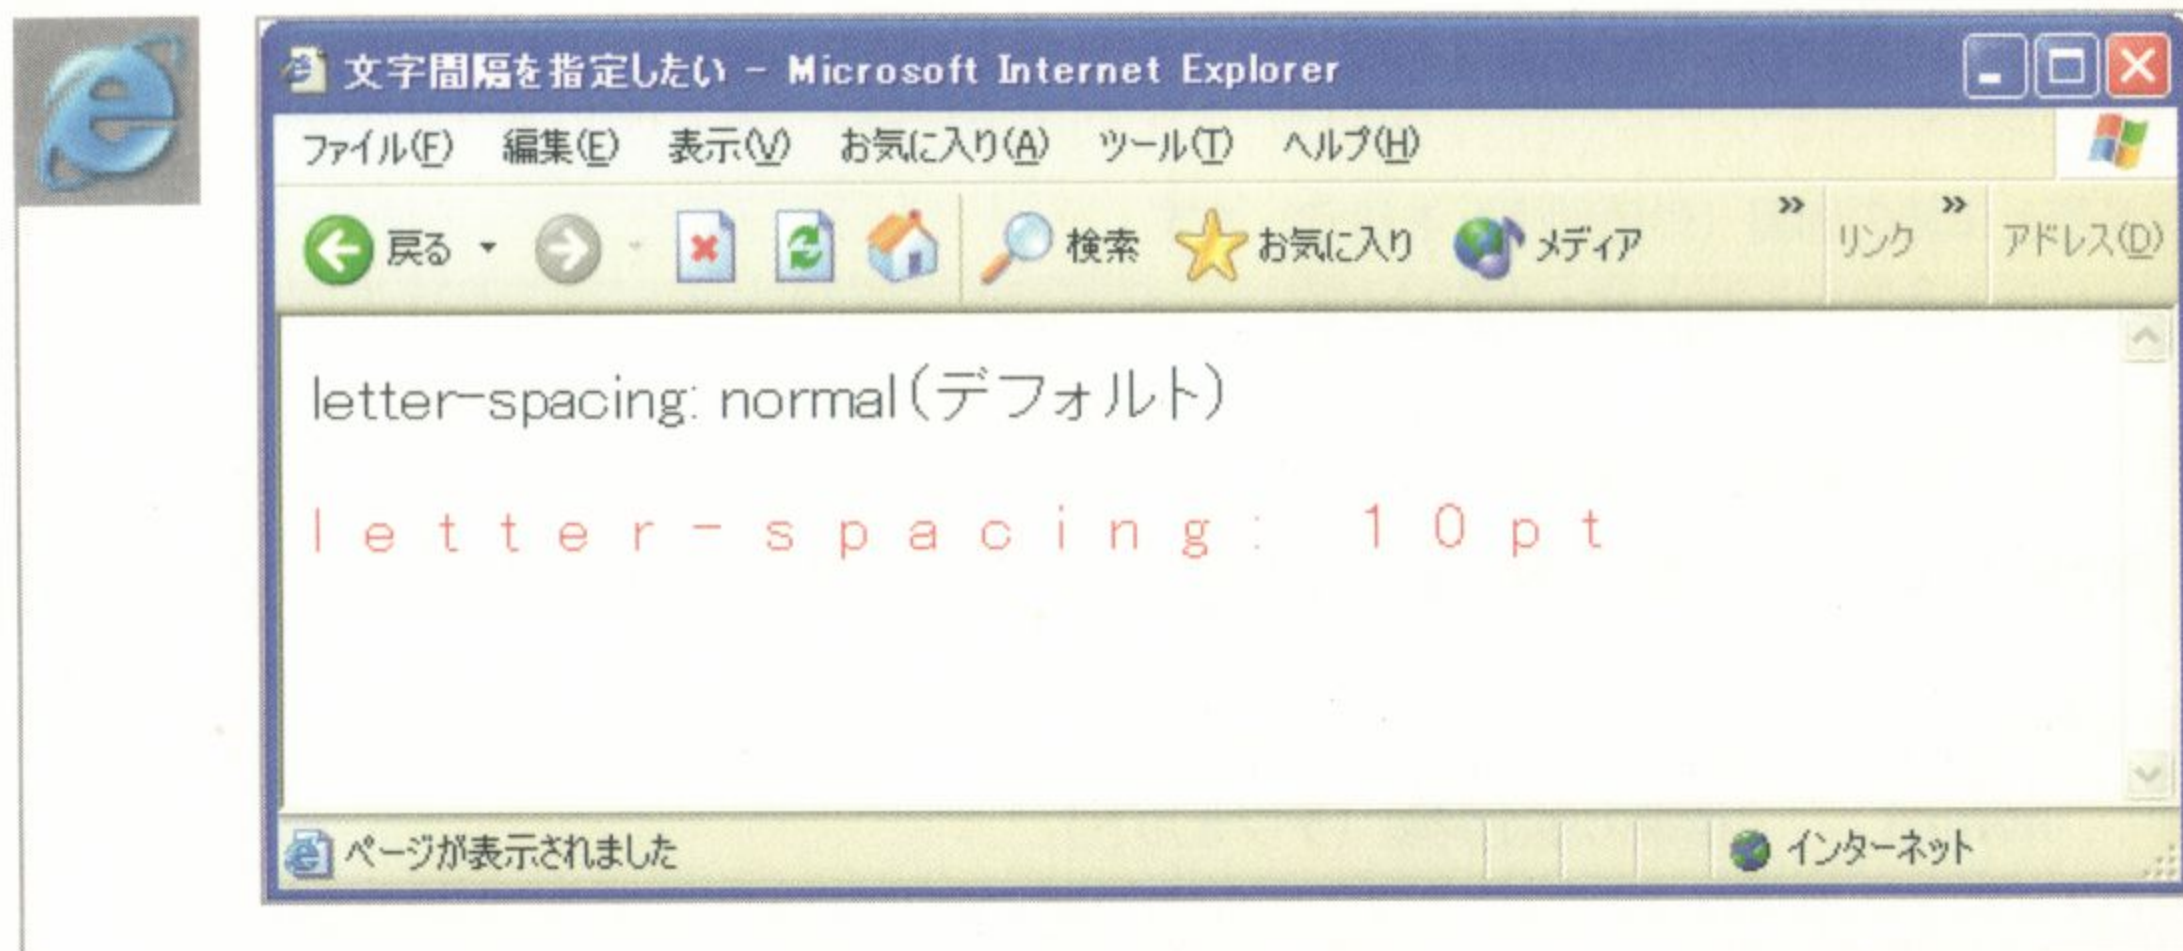 文字間隔を指定したい - Microsoft Internet Explorer
ファイル(F) 編集(E) 表示(V) お気に入り(A) ツール(T) ヘルプ(H)
戻る 検索 お気に入り メディア » リンク » アドレス(D)
letter-spacing: normal(デフォルト)
letter-spacing: 10pt
ページが表示されました インターネット